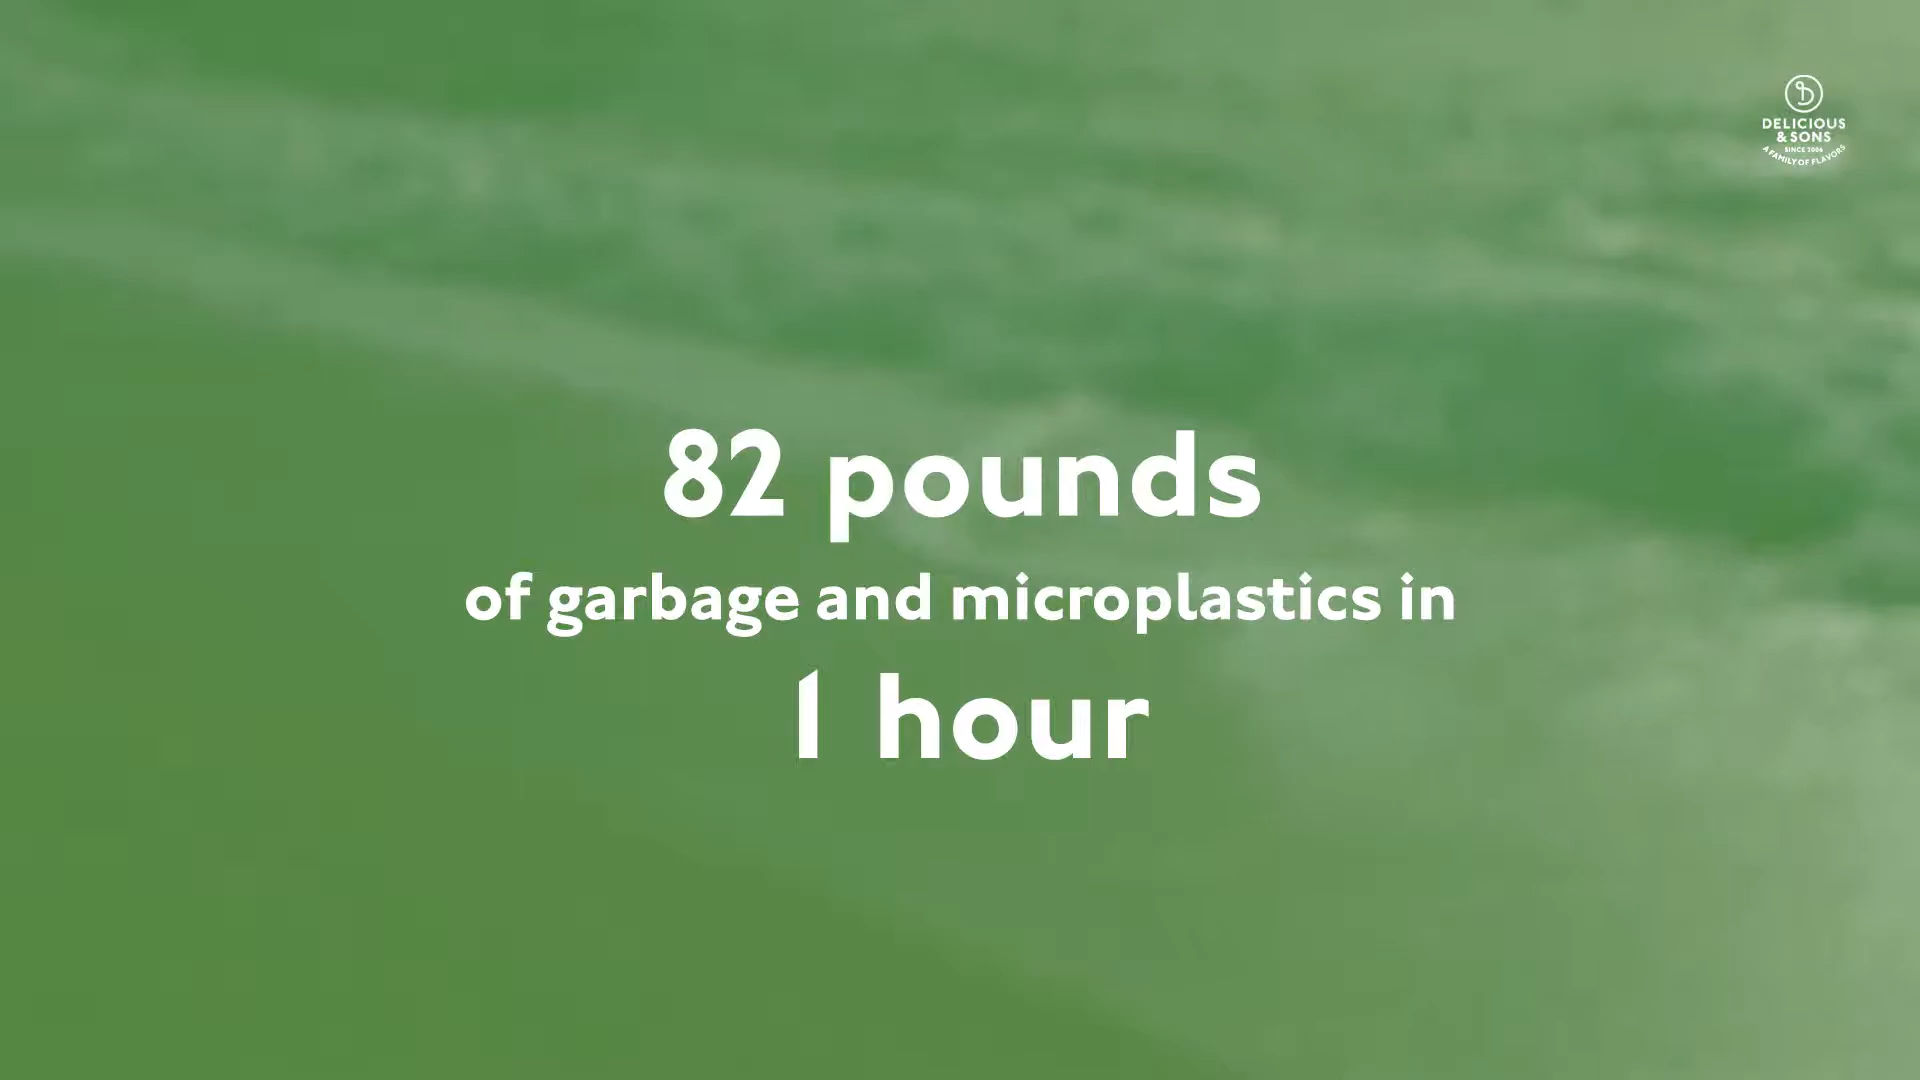 DELICIOUS
& SONS
SINCE 2006
A FAMILY OF FLAVORS
82 pounds
of garbage and microplastics in
1 hour